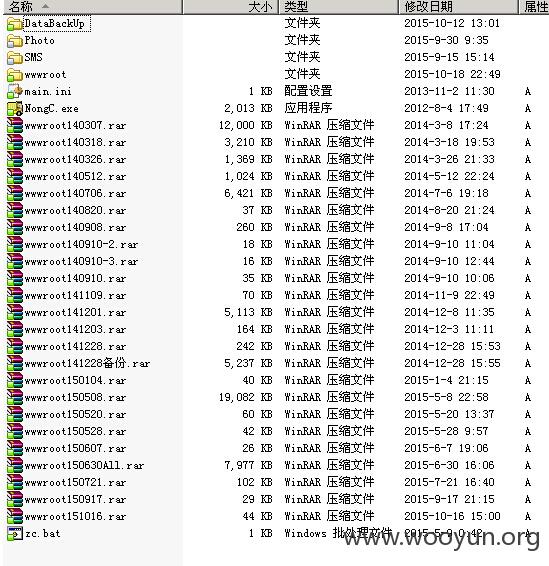 名称 大小 类型 修改日期 属性
DataBackUp 文件夹 2015-10-12 13:01
Photo 文件夹 2015-9-30 9:35
SMS 文件夹 2015-9-15 15:14
wwwroot 文件夹 2015-10-18 22:49
main.ini 1 KB 配置设置 2013-11-2 11:30 A
NongC.exe 2,013 KB 应用程序 2012-8-4 17:49 A
wwwroot140307.rar 12,000 KB WinRAR 压缩文件 2014-3-8 17:24 A
wwwroot140318.rar 3,210 KB WinRAR 压缩文件 2014-3-18 19:53 A
wwwroot140326.rar 1,369 KB WinRAR 压缩文件 2014-3-26 21:33 A
wwwroot140512.rar 1,024 KB WinRAR 压缩文件 2014-5-12 22:24 A
wwwroot140706.rar 6,421 KB WinRAR 压缩文件 2014-7-6 19:18 A
wwwroot140820.rar 37 KB WinRAR 压缩文件 2014-8-20 21:24 A
wwwroot140908.rar 260 KB WinRAR 压缩文件 2014-9-8 17:04 A
wwwroot140910-2.rar 18 KB WinRAR 压缩文件 2014-9-10 11:04 A
wwwroot140910-3.rar 16 KB WinRAR 压缩文件 2014-9-10 12:44 A
wwwroot140910.rar 35 KB WinRAR 压缩文件 2014-9-10 10:06 A
wwwroot141109.rar 70 KB WinRAR 压缩文件 2014-11-9 22:49 A
wwwroot141201.rar 5,113 KB WinRAR 压缩文件 2014-12-8 11:35 A
wwwroot141203.rar 164 KB WinRAR 压缩文件 2014-12-3 11:11 A
wwwroot141228.rar 242 KB WinRAR 压缩文件 2014-12-28 15:53 A
wwwroot141228备份.rar 5,237 KB WinRAR 压缩文件 2014-12-28 15:55 A
wwwroot150104.rar 40 KB WinRAR 压缩文件 2015-1-4 21:15 A
wwwroot150508.rar 19,082 KB WinRAR 压缩文件 2015-5-8 22:58 A
wwwroot150520.rar 60 KB WinRAR 压缩文件 2015-5-20 13:37 A
wwwroot150528.rar 42 KB WinRAR 压缩文件 2015-5-28 9:57 A
wwwroot150607.rar 26 KB WinRAR 压缩文件 2015-6-7 19:06 A
wwwroot150630All.rar 7,977 KB WinRAR 压缩文件 2015-6-30 16:06 A
wwwroot150721.rar 102 KB WinRAR 压缩文件 2015-7-21 16:40 A
wwwroot150917.rar 29 KB WinRAR 压缩文件 2015-9-17 21:15 A
wwwroot151016.rar 44 KB WinRAR 压缩文件 2015-10-16 15:00 A
zc.bat 1 KB Windows 批处理文件 2015-5-9 0:42 A
www.wooyun.org